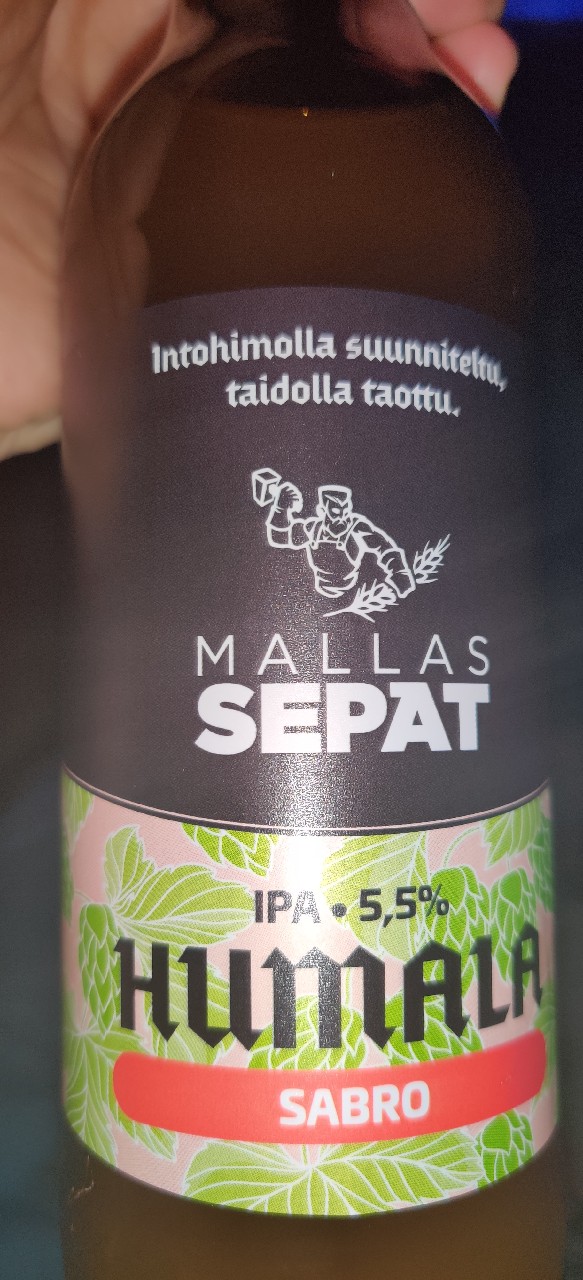 Intohimolla suunniteltu,
taidolla taottu.
MALLAS
SEPAT
IPA • 5,5%
HUMALA
SABRO